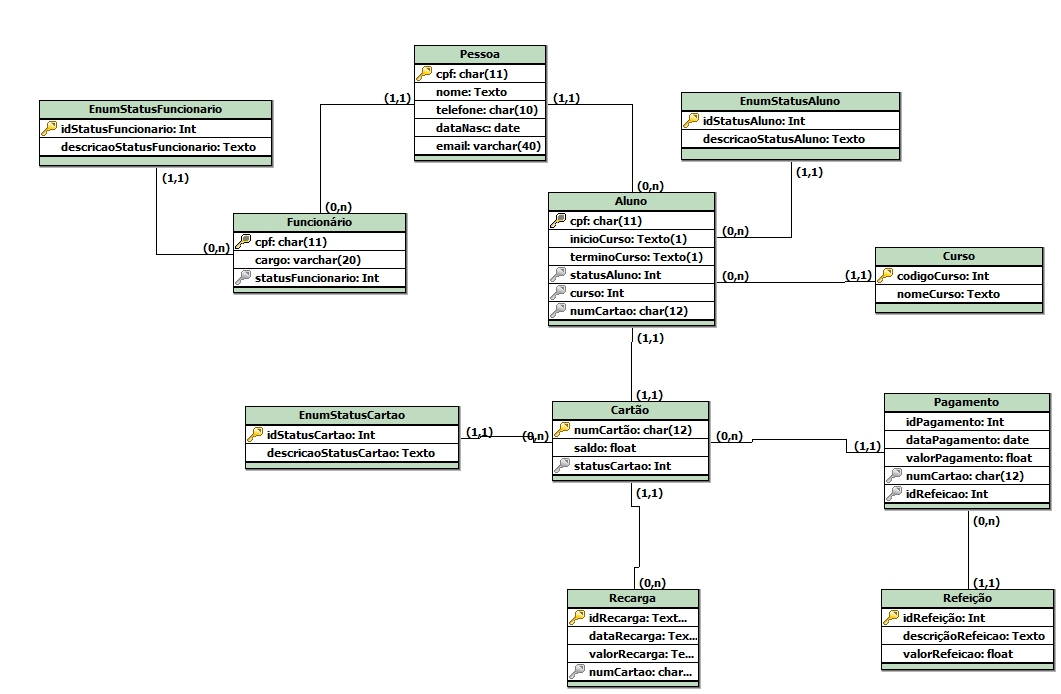 Pessoa
cpf: char(11)
nome: Texto
telefone: char(10)
dataNasc: date
email: varchar(40)
(1,1)
(1,1)
EnumStatusFuncionario
idStatusFuncionario: Int
descricaoStatusFuncionario: Texto
(1,1)
EnumStatusAluno
idStatusAluno: Int
descricaoStatusAluno: Texto
(1,1)
(0,n)
Funcionário
cpf: char(11)
cargo: varchar(20)
statusFuncionario: Int
(0,n)
(0,n)
Aluno
cpf: char(11)
inicioCurso: Texto(1)
terminoCurso: Texto(1)
statusAluno: Int
curso: Int
numCartao: char(12)
(0,n)
(0,n)
(1,1)
Curso
codigoCurso: Int
nomeCurso: Texto
(1,1)
(1,1)
EnumStatusCartao
idStatusCartao: Int
descricaoStatusCartao: Texto
(1,1)
(0,n)
Cartão
numCartão: char(12)
saldo: float
statusCartao: Int
(0,n)
(1,1)
Pagamento
idPagamento: Int
dataPagamento: date
valorPagamento: float
numCartao: char(12)
idRefeicao: Int
(1,1)
(0,n)
(0,n)
(1,1)
Recarga
idRecarga: Text...
dataRecarga: Tex...
valorRecarga: Te...
numCartao: char...
Refeição
idRefeição: Int
descriçãoRefeicao: Texto
valorRefeicao: float